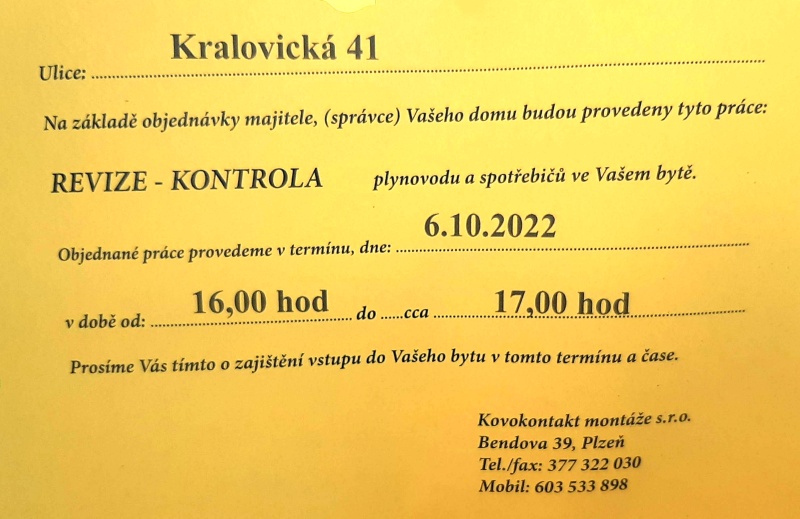 Kralovická 41
Ulice: ...........................................................................
Na základě objednávky majitele, (správce) Vašeho domu budou provedeny tyto práce:
REVIZE - KONTROLA plynovodu a spotřebičů ve Vašem bytě.
6.10.2022
Objednané práce provedeme v termínu, dne: ........................................
v době od: 16,00 hod do .....cca 17,00 hod
Prosíme Vás tímto o zajištění vstupu do Vašeho bytu v tomto termínu a čase.
Kovokontakt montáže s.r.o.
Bendova 39, Plzeň
Tel./fax: 377 322 030
Mobil: 603 533 898